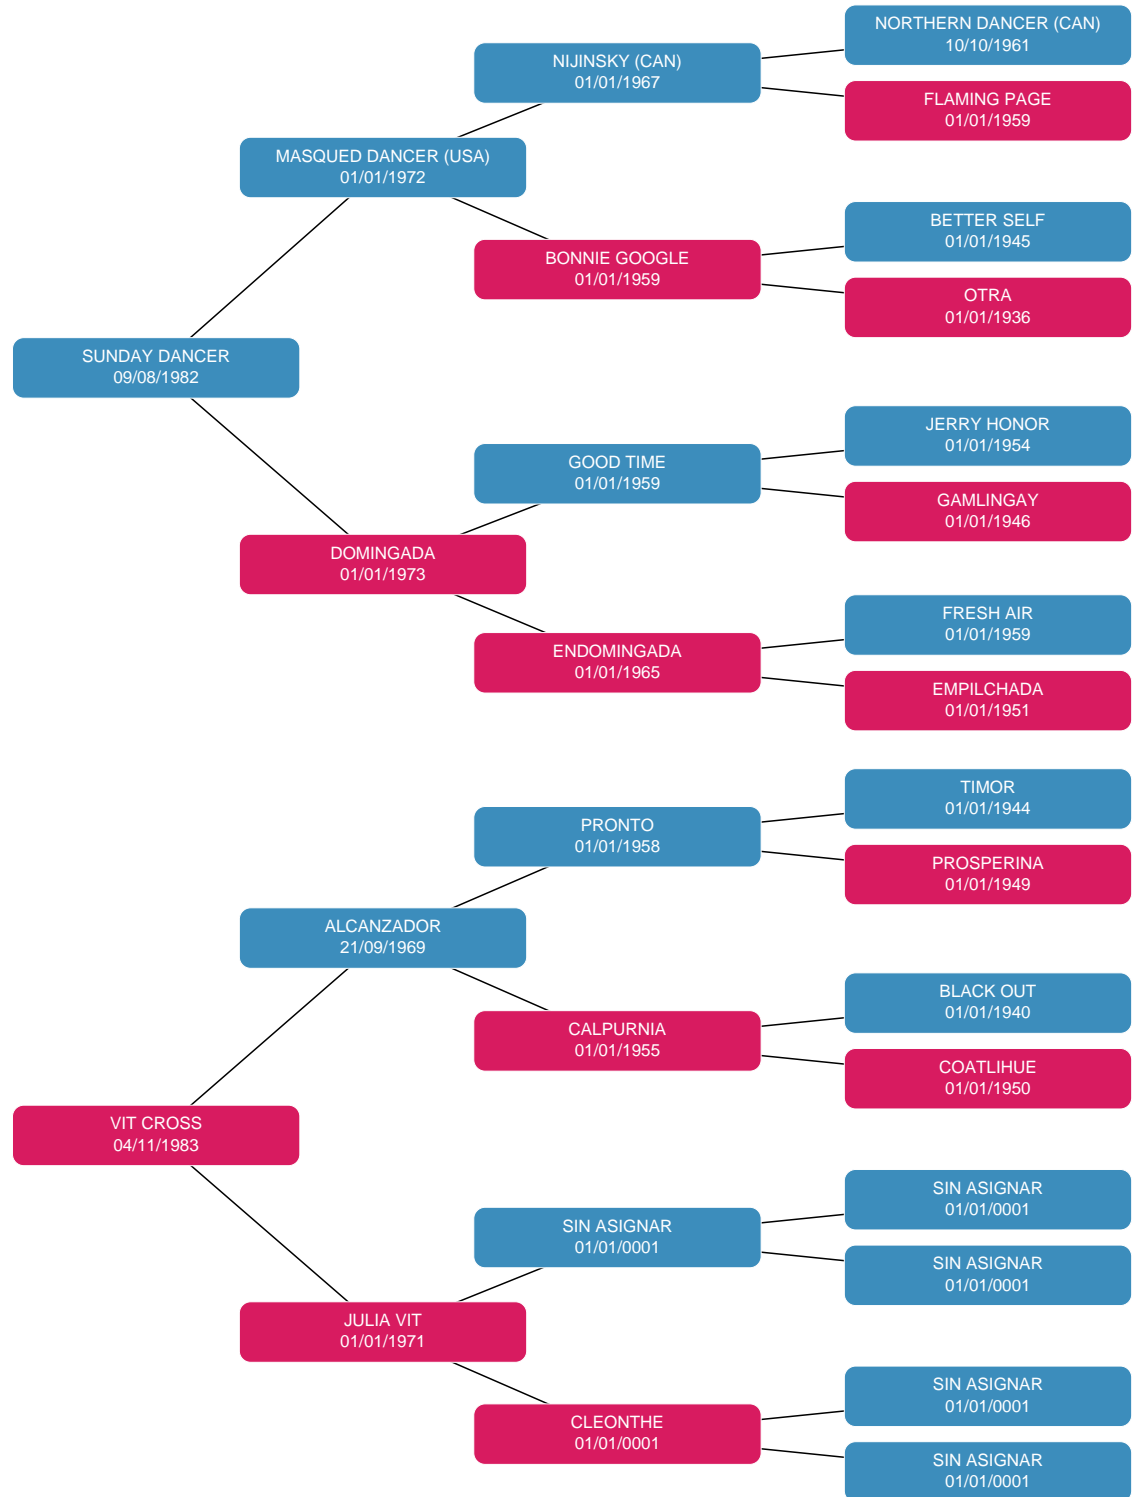 NORTHERN DANCER (CAN)
10/10/1961
NIJINSKY (CAN)
01/01/1967
FLAMING PAGE
01/01/1959
MASQUED DANCER (USA)
01/01/1972
BETTER SELF
01/01/1945
BONNIE GOOGLE
01/01/1959
OTRA
01/01/1936
SUNDAY DANCER
09/08/1982
JERRY HONOR
01/01/1954
GOOD TIME
01/01/1959
GAMLINGAY
01/01/1946
DOMINGADA
01/01/1973
FRESH AIR
01/01/1959
ENDOMINGADA
01/01/1965
EMPILCHADA
01/01/1951
TIMOR
01/01/1944
PRONTO
01/01/1958
PROSPERINA
01/01/1949
ALCANZADOR
21/09/1969
BLACK OUT
01/01/1940
CALPURNIA
01/01/1955
COATLIHUE
01/01/1950
VIT CROSS
04/11/1983
SIN ASIGNAR
01/01/0001
SIN ASIGNAR
01/01/0001
SIN ASIGNAR
01/01/0001
JULIA VIT
01/01/1971
SIN ASIGNAR
01/01/0001
CLEONTHE
01/01/0001
SIN ASIGNAR
01/01/0001